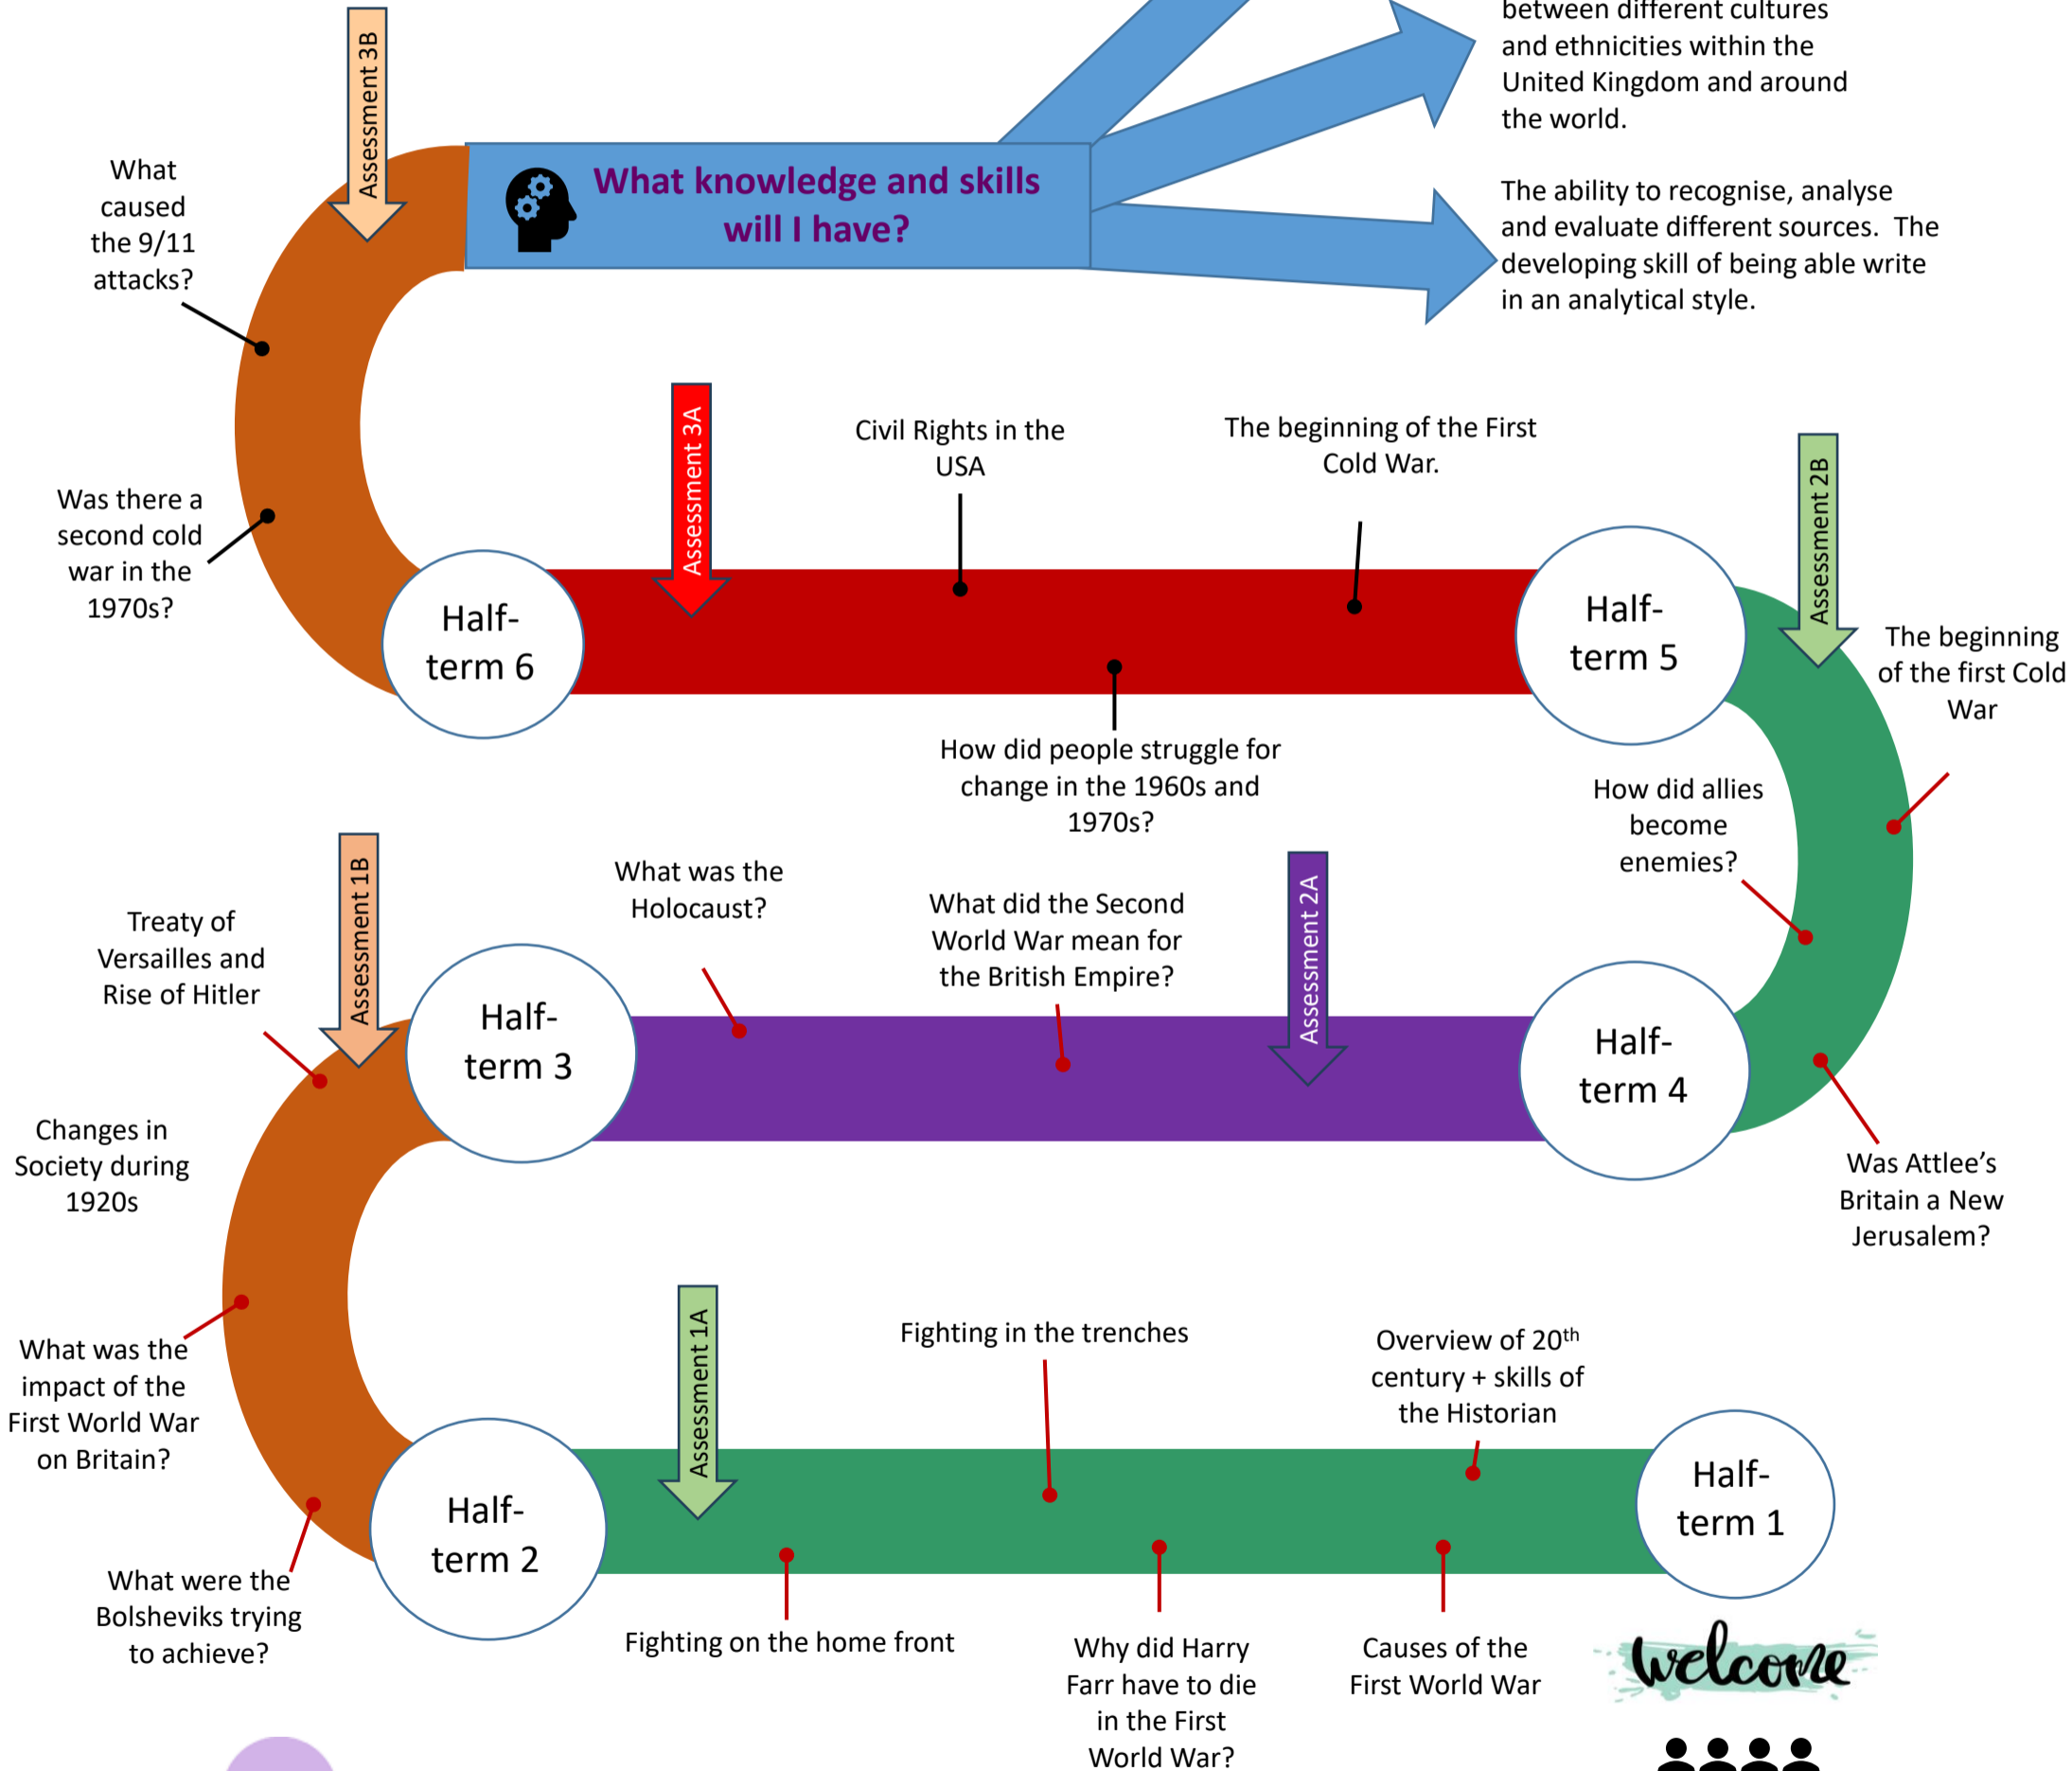 between different cultures
and ethnicities within the
United Kingdom and around
the world.
Assessment 3B
What knowledge and skills
will I have?
The ability to recognise, analyse
and evaluate different sources.  The
developing skill of being able write
in an analytical style.
What
caused
the 9/11
attacks?
Was there a
second cold
war in the
1970s?
Half-
term 6
Assessment 3A
Civil Rights in the
USA
The beginning of the First
Cold War.
How did people struggle for
change in the 1960s and
1970s?
Half-
term 5
Assessment 2B
The beginning
of the first Cold
War
How did allies
become
enemies?
Was Attlee’s
Britain a New
Jerusalem?
Half-
term 4
Assessment 2A
What did the Second
World War mean for
the British Empire?
What was the
Holocaust?
Half-
term 3
Assessment 1B
Treaty of
Versailles and
Rise of Hitler
Changes in
Society during
1920s
What was the
impact of the
First World War
on Britain?
What were the
Bolsheviks trying
to achieve?
Half-
term 2
Assessment 1A
Fighting on the home front
Fighting in the trenches
Why did Harry
Farr have to die
in the First
World War?
Overview of 20th
century + skills of
the Historian
Causes of the
First World War
Half-
term 1
welcome